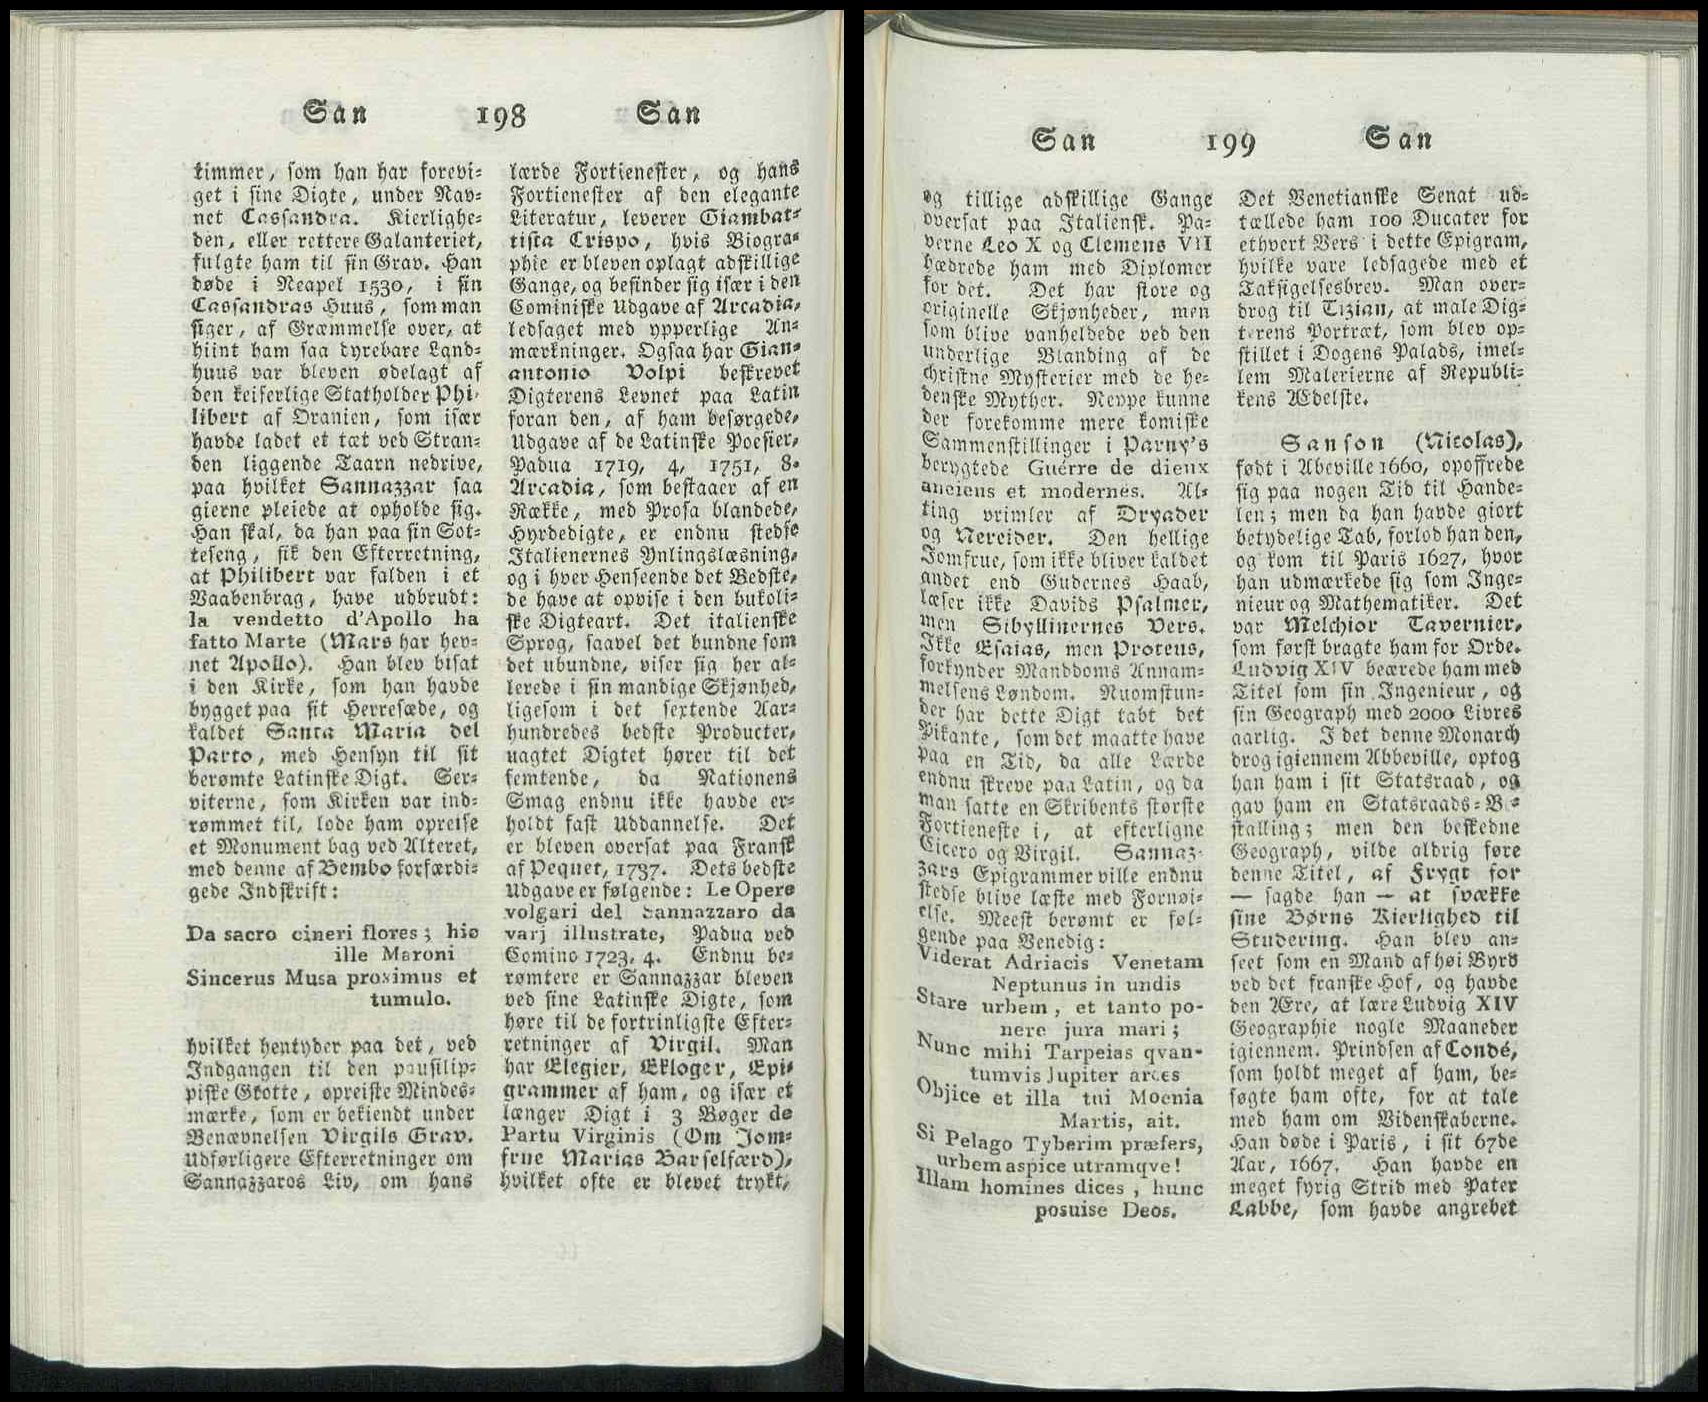 San 198 San
timmer, som han har forevi-
get i sine Digte, under Nav-
net Cassandra. Kierlighe-
den, eller rettere Galanteriet,
fulgte ham til sin Grav. Han
døde i Neapel 1530, i sin
Cassandras Huus, som man
siger, af Græmmelse over, at
hiint ham saa dyrebare Land-
huus var bleven ødelagt af
den keiserlige Statholder Phi-
libert af Oranien, som især
havde ladet et tæt ved Stran-
den liggende Taarn nedrive,
paa hvilket Sannazzar saa
gierne pleiede at opholde sig.
Han skal, da han paa sin Sot-
teseng, fik den Efterretning,
at Philibert var falden i et
Vaabenbrag, have udbrudt:
la vendetto d'Apollo ha
fatto Marte (Mars har hev-
net Apollo). Han blev bisat
i den Kirke, som han havde
bygget paa sit Herresæde, og
kaldet Santa Maria del
Parto, med Hensyn til sit
berømte Latinske Digt. Ser-
viterne, som Kirken var ind-
rømmet til, lode ham opreise
et Monument bag ved Alteret,
med denne af Bembo forfærdi-
gede Indskrift:
Da sacro cineri flores; hio
ille Maroni
Sincerus Musa proximus et
tumulo.
hvilket hentyder paa det, ved
Indgangen til den pausilip-
piske Grotte, opreiste Mindes-
mærke, som er bekiendt under
Benævnelsen Virgils Grav.
Udførligere Efterretninger om
Sannazzaros Liv, om hans
lærde Fortienester, og hans
Fortienester af den elegante
Literatur, leverer Giambat-
tista Crispo, hvis Biogra-
phie er bleven oplagt adskillige
Gange, og befinder sig især i den
Cominiske Udgave af Arcadia,
ledsaget med ypperlige An-
mærkninger. Ogsaa har Gian-
antonio Volpi beskrevet
Digterens Levnet paa Latin
foran den, af ham besørgede,
Udgave af de Latinske Poesier,
Padua 1719, 4, 1751, 8.
Arcadia, som bestaaer af en
Række, med Prosa blandede,
Hyrdedigte, er endnu stedse
Italienernes Ynlingslæsning,
og i hver Henseende det Bedste,
de have at opvise i den bukoli-
ske Digteart. Det italienske
Sprog, saavel det bundne som
det ubundne, viser sig her al-
lerede i sin mandige Skjønhed,
ligesom i det sextende Aar-
hundredes bedste Producter,
uagtet Digtet hører til det
femtende, da Nationens
Smag endnu ikke havde er-
holdt fast Uddannelse. Det
er bleven oversat paa Fransk
af Pequet, 1737. Dets bedste
Udgave er følgende: Le Opere
volgari del Sannazzaro da
varj illustrate, Padua ved
Comino 1723, 4. Endnu be-
rømtere er Sannazzar bleven
ved sine Latinske Digte, som
høre til de fortrinligste Efter-
retninger af Virgil. Man
har Elegier, Ekloger, Epi-
grammer af ham, og især et
længer Digt i 3 Bøger de
Partu Virginis (Om Jom-
frue Marias Barselfærd),
hvilket ofte er blevet trykt,
San 199 San
og tillige adskillige Gange
oversat paa Italiensk. Pa-
verne Leo X og Clemens VII
hædrede ham med Diplomer
for det. Det har store og
originelle Skjønheder, men
som blive vanheldede ved den
underlige Blanding af de
christne Mysterier med de he-
denske Myther. Neppe kunne
der forekomme mere komiske
Sammenstillinger i Parny's
berygtede Guérre de dieux
anciens et modernes. Al-
ting vrimler af Dryader
og Nereider. Den hellige
Jomfrue, som ikke bliver kaldet
andet end Gudernes Haab,
læser ikke Davids Psalmer,
men Sibyllinernes Vers.
Ikke Esaias, men Proteus,
forkynder Manddoms Annam-
melsens Løndom. Nuomstun-
der har dette Digt tabt det
Pikante, som det maatte have
paa en Tid, da alle Lærde
endnu skreve paa Latin, og da
man satte en Skribents største
Fortieneste i, at efterligne
Cicero og Virgil. Sannaz-
zars Epigrammer ville endnu
stedse blive læste med Fornøi-
else. Meest berømt er føl-
gende paa Venedig:
Viderat Adriacis Venetam
Neptunus in undis
Stare urbem, et tanto po-
nere jura mari;
Nunc mihi Tarpeias qvan-
tumvis Jupiter arces
Objice et illa tui Moenia
Martis, ait.
Si Pelago Tyberim præfers,
urbem aspice utramqve!
Illam homines dices, hunc
posuise Deos.
Det Venetianske Senat ud-
tællede ham 100 Ducater for
ethvert Vers i dette Epigram,
hvilke vare ledsagede med et
Taksigelsesbrev. Man over-
drog til Tizian, at male Dig-
terens Portræt, som blev op-
stillet i Dogens Palads, imel-
lem Malerierne af Republi-
kens Ædelste.
Sanson (Nicolas),
født i Abeville 1660, opoffrede
sig paa nogen Tid til Hande-
len; men da han havde giort
betydelige Tab, forlod han den,
og kom til Paris 1627, hvor
han udmærkede sig som Inge-
nieur og Mathematiker. Det
var Melchior Tavernier,
som først bragte ham for Orde.
Ludvig XIV beærede ham med
Titel som sin Ingenieur, og
sin Geograph med 2000 Livres
aarlig. I det denne Monarch
drog igiennem Abbeville, optog
han ham i sit Statsraad, og
gav ham en Statsraads-Be-
stalling; men den beskedne
Geograph, vilde aldrig føre
denne Titel, af Frygt for
— sagde han — at svække
sine Børns Kierlighed til
Studering. Han blev an-
seet som en Mand af høi Byrd
ved det franske Hof, og havde
den Ære, at lære Ludvig XIV
Geographie nogle Maaneder
igiennem. Prindsen af Condé,
som holdt meget af ham, be-
søgte ham ofte, for at tale
med ham om Videnskaberne.
Han døde i Paris, i sit 67de
Aar, 1667. Han havde en
meget fyrig Strid med Pater
Labbe, som havde angrebet